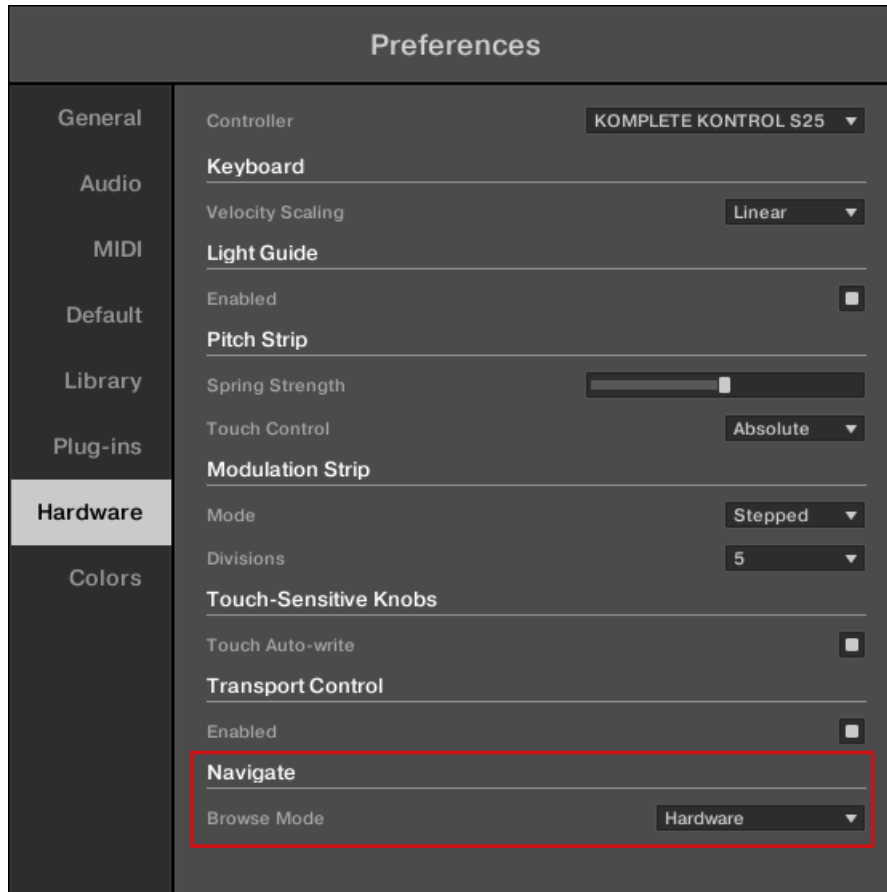 Preferences
General
Audio
MIDI
Default
Library
Plug-ins
Hardware
Colors
Controller KOMPLETE KONTROL S25
Keyboard
Velocity Scaling Linear
Light Guide
Enabled
Pitch Strip
Spring Strength
Touch Control Absolute
Modulation Strip
Mode Stepped
Divisions 5
Touch-Sensitive Knobs
Touch Auto-write
Transport Control
Enabled
Navigate
Browse Mode Hardware